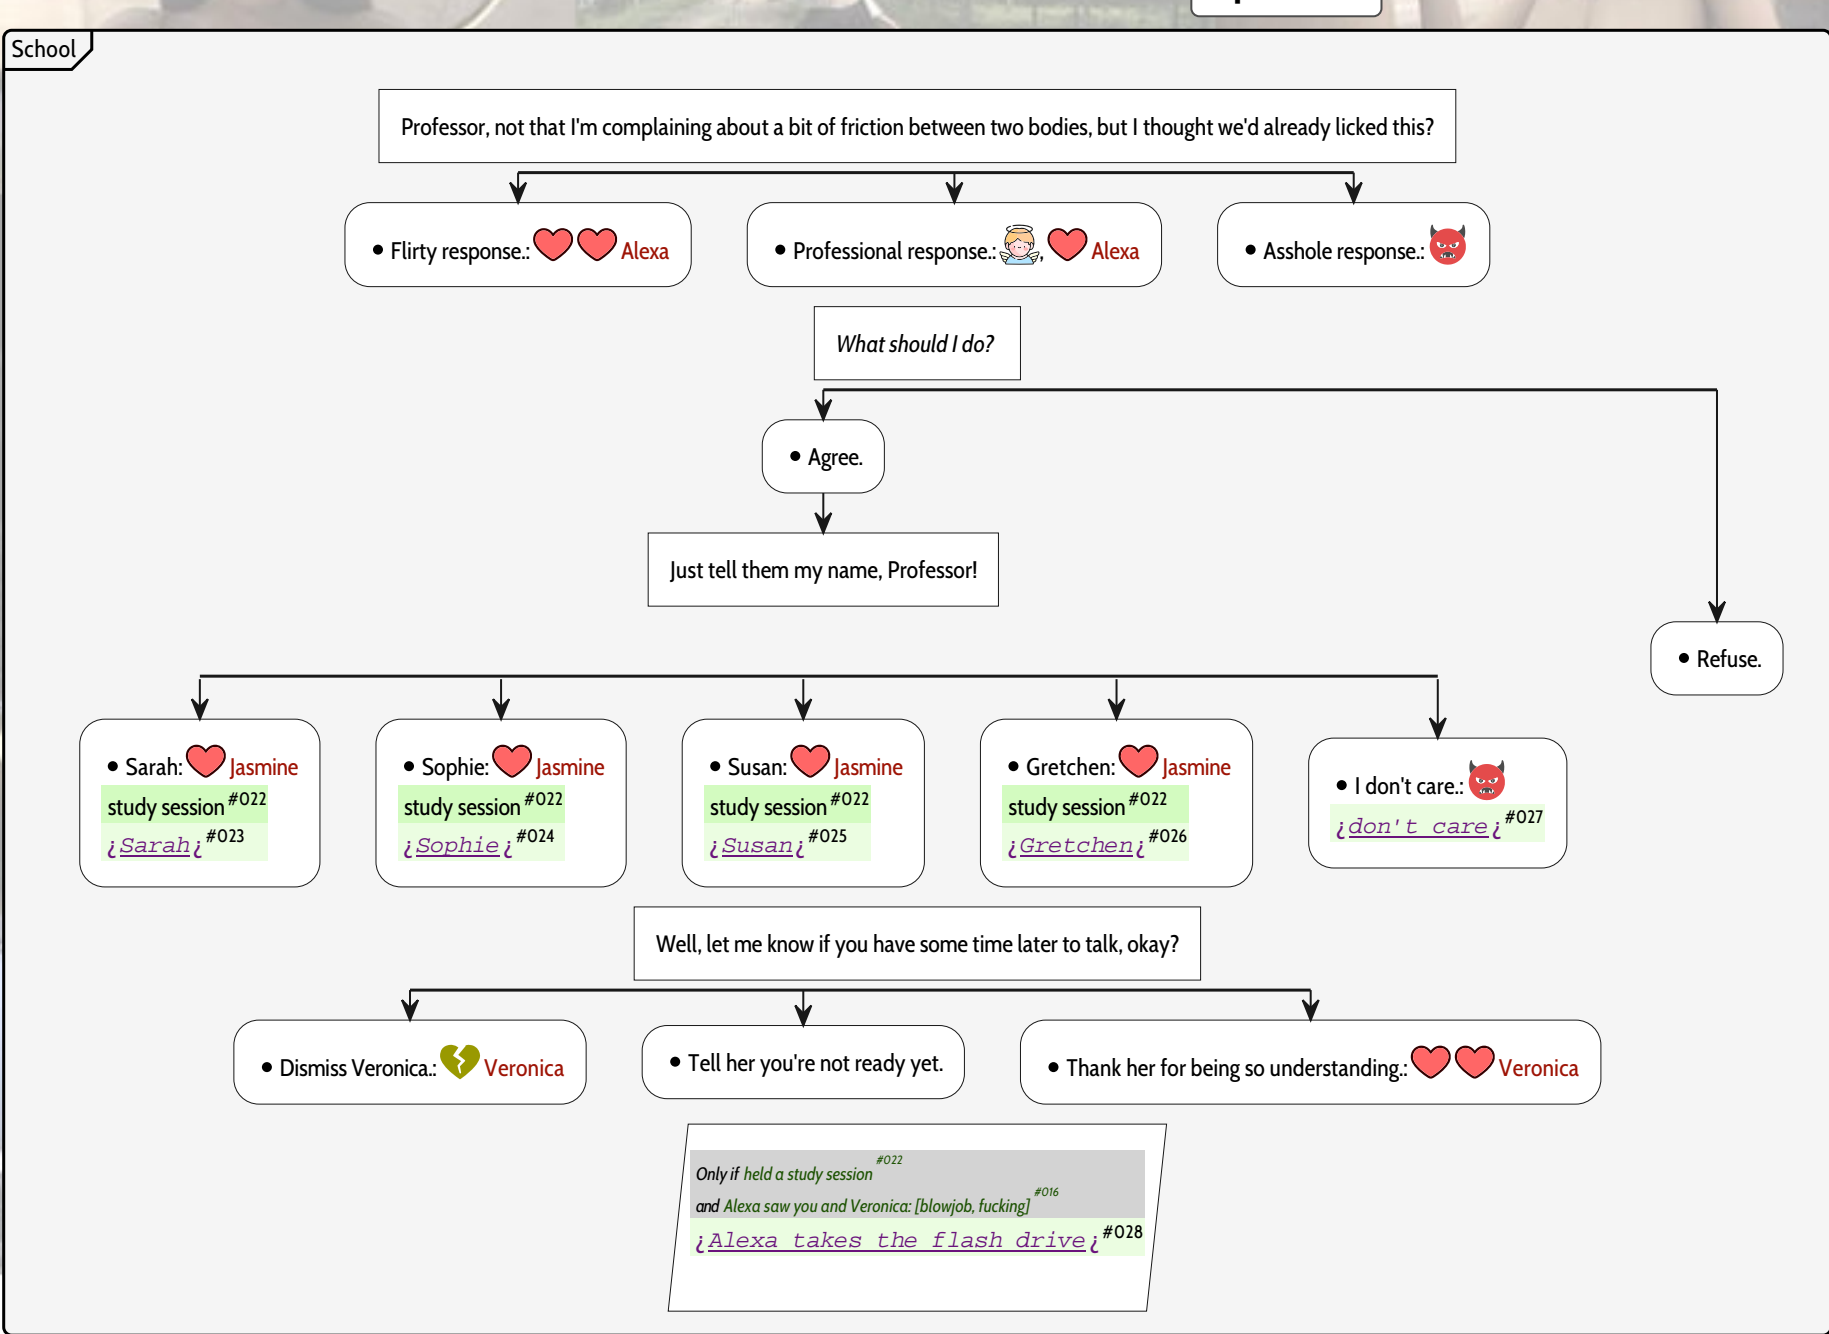 School
Professor, not that I'm complaining about a bit of friction between two bodies, but I thought we'd already licked this?
• Flirty response.: Alexa
• Professional response.: , Alexa
• Asshole response.:
What should I do?
• Agree.
Just tell them my name, Professor!
• Refuse.
• Sarah: Jasmine
study session #022
¿Sarah¿ #023
• Sophie: Jasmine
study session #022
¿Sophie¿ #024
• Susan: Jasmine
study session #022
¿Susan¿ #025
• Gretchen: Jasmine
study session #022
¿Gretchen¿ #026
• I don't care.:
¿don't care¿ #027
Well, let me know if you have some time later to talk, okay?
• Dismiss Veronica.: Veronica
• Tell her you're not ready yet.
• Thank her for being so understanding.: Veronica
Only if held a study session #022
and Alexa saw you and Veronica: [blowjob, fucking] #016
¿Alexa takes the flash drive¿ #028